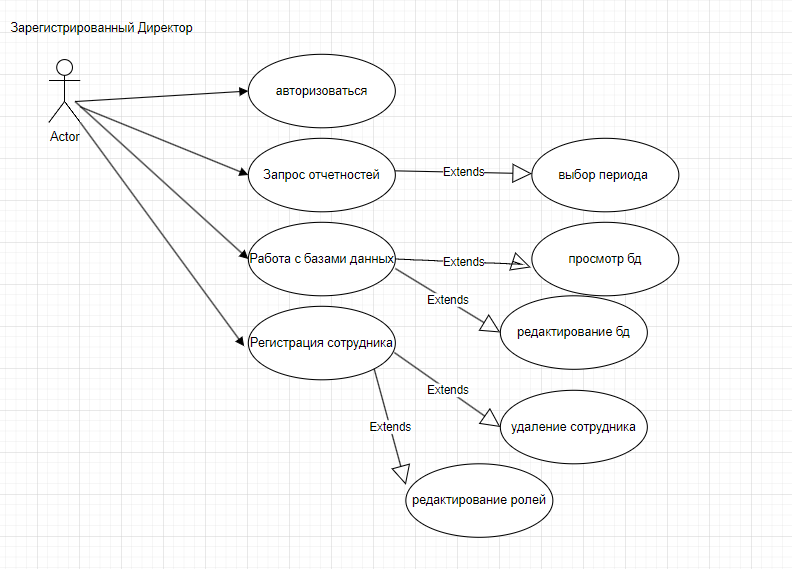 Зарегистрированный Директор
Actor
авторизоваться
Запрос отчетностей
Extends
выбор периода
Работа с базами данных
Extends
просмотр бд
Extends
редактирование бд
Регистрация сотрудника
Extends
удаление сотрудника
Extends
редактирование ролей